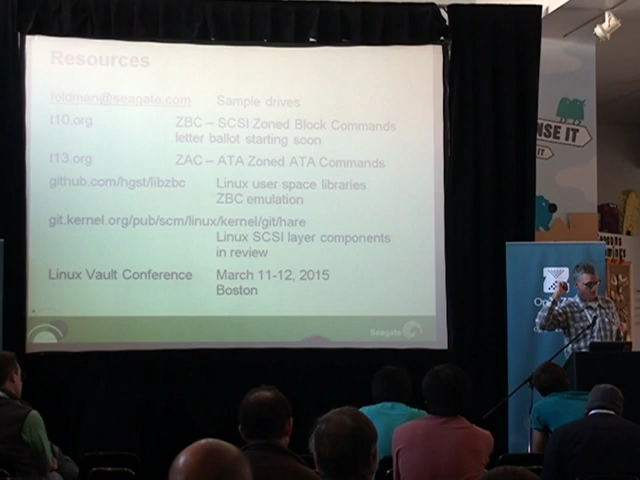 Resources
feldman@seagate.com Sample drives
t10.org ZBC – SCSI Zoned Block Commands
letter ballot starting soon
t13.org ZAC – ATA Zoned ATA Commands
github.com/hgst/libzbc Linux user space libraries
ZBC emulation
git.kernel.org/pub/scm/linux/kernel/git/hare
Linux SCSI layer components
in review
Linux Vault Conference March 11-12, 2015
Boston
Seagate
NSE IT
IT